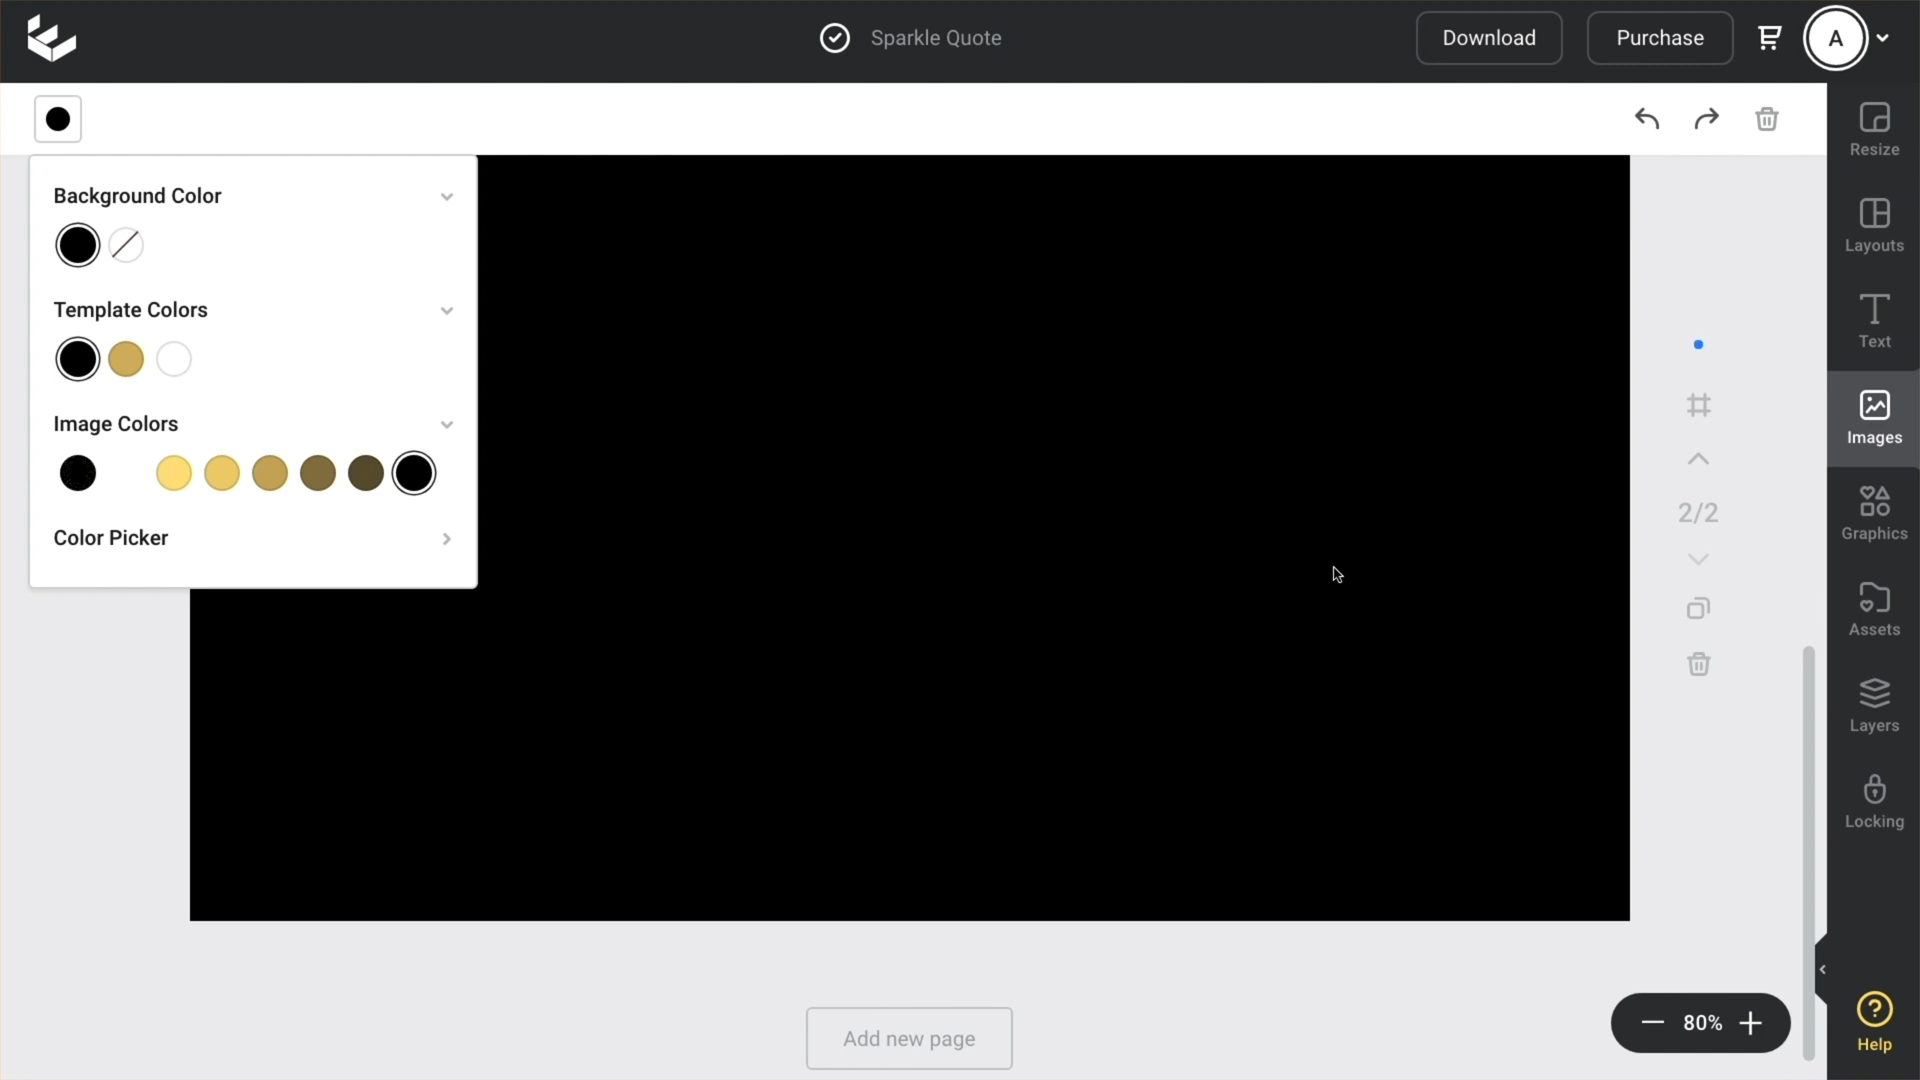 Sparkle Quote
Download
Purchase
A
Resize
Layouts
Text
Images
Graphics
Assets
Layers
Locking
Help
Background Color
Template Colors
Image Colors
Color Picker
2/2
Add new page
80%